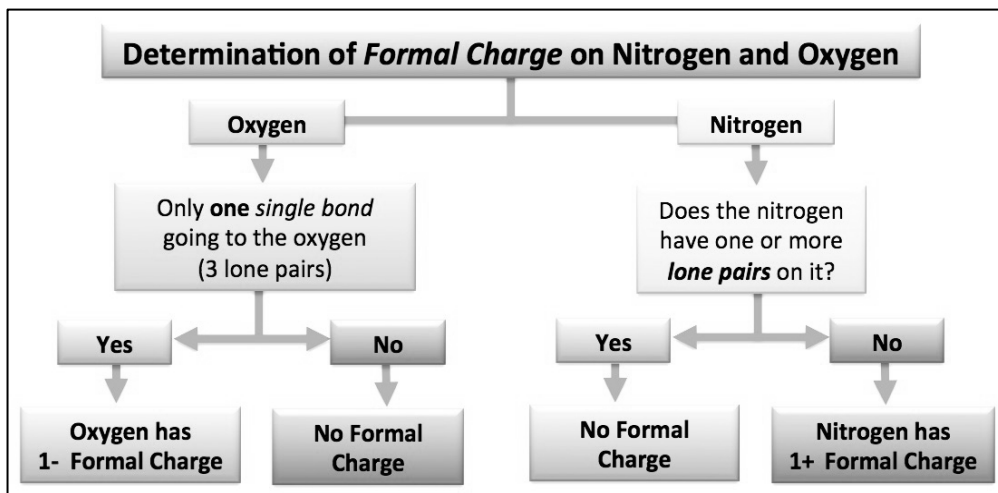 Determination of Formal Charge on Nitrogen and Oxygen
Oxygen
Nitrogen
Only one single bond
going to the oxygen
(3 lone pairs)
Does the nitrogen
have one or more
lone pairs on it?
Yes
No
Yes
No
Oxygen has
1- Formal Charge
No Formal
Charge
No Formal
Charge
Nitrogen has
1+ Formal Charge